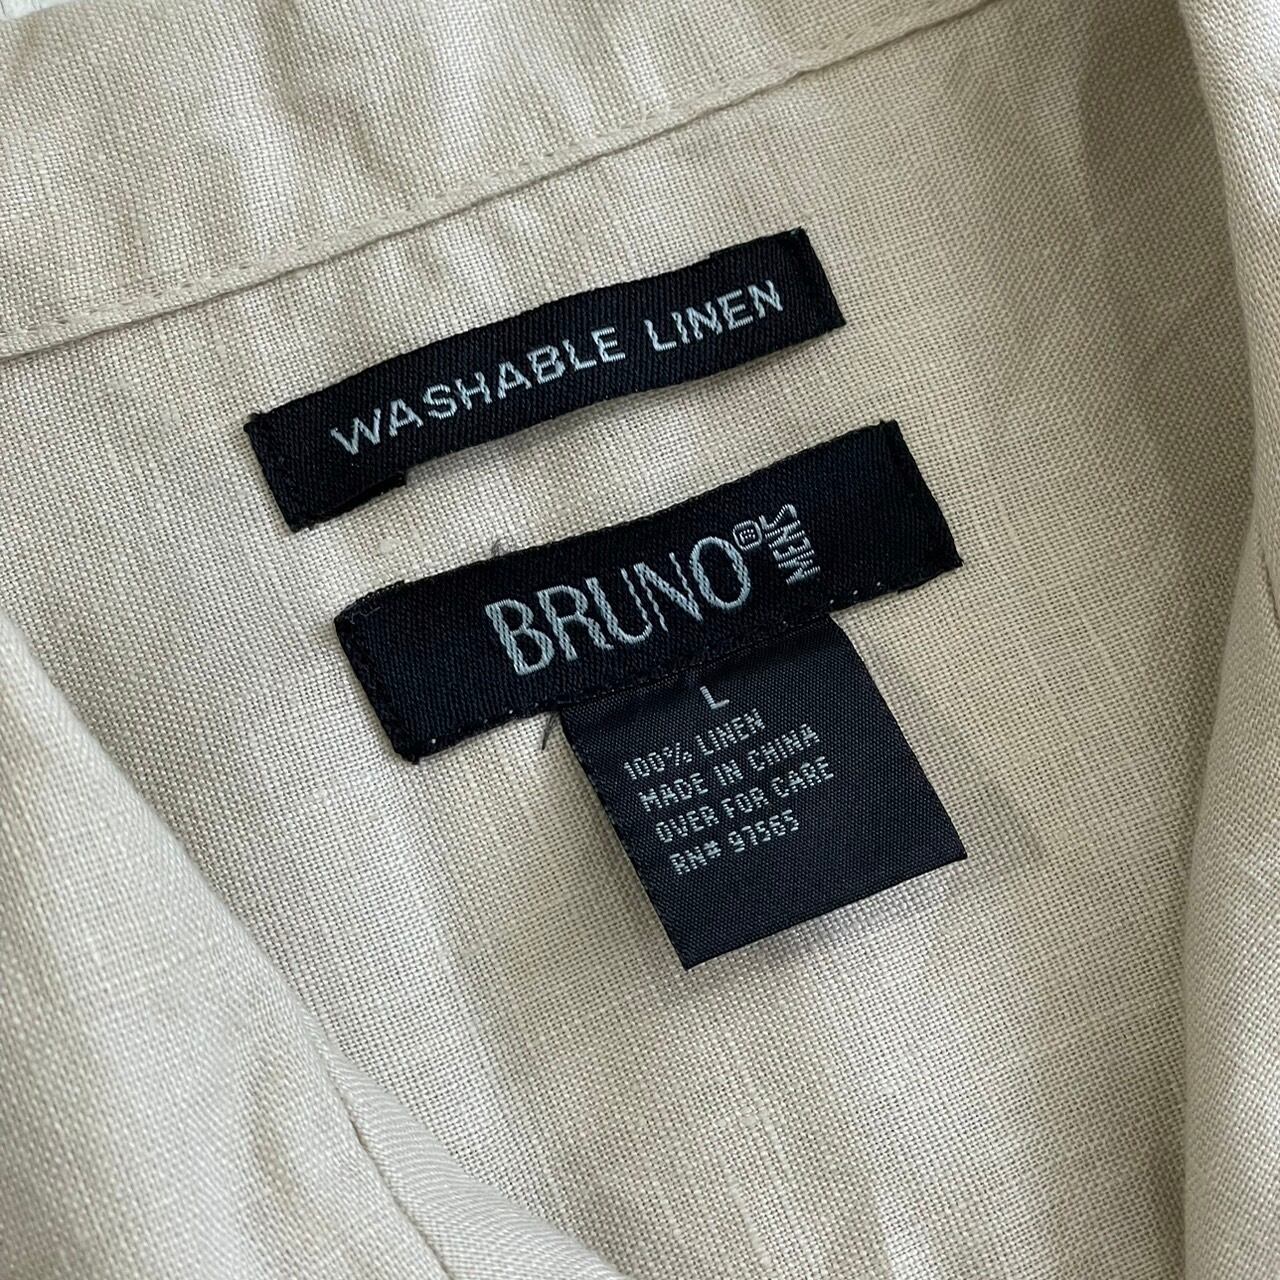 WASHABLE LINEN
BRUNO® MENS
L
100% LINEN
MADE IN CHINA
OVER FOR CARE
RN# 97565